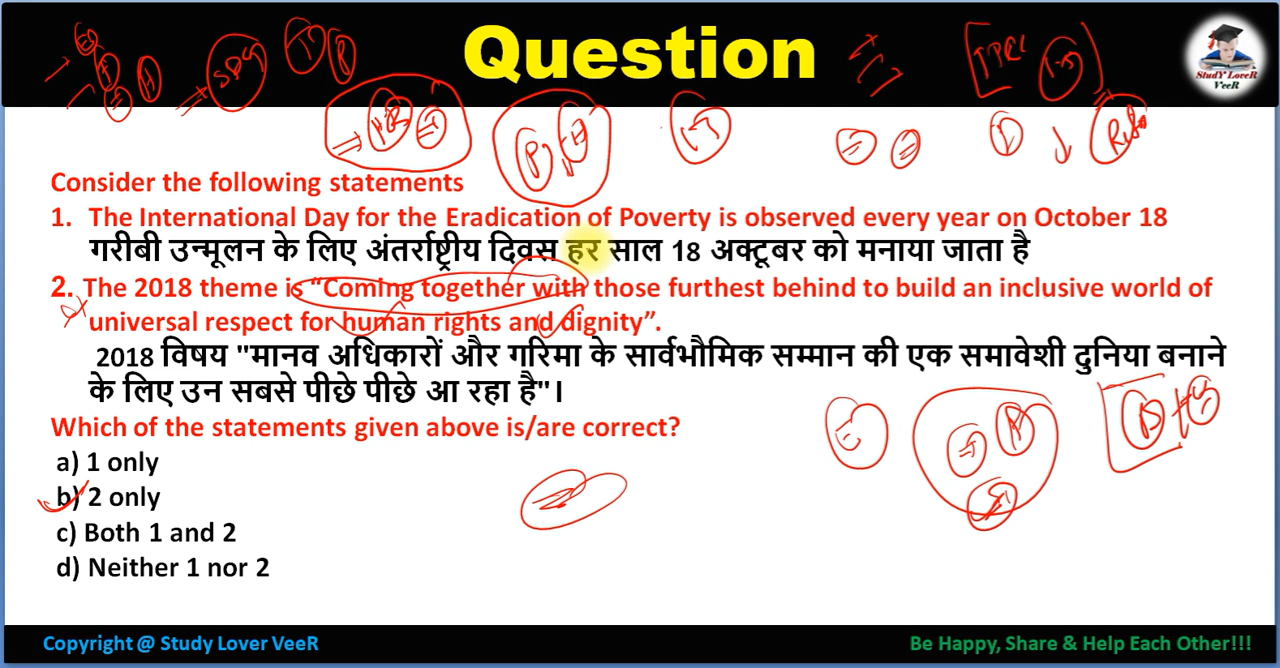 Question
StudY LoveR
VeeR
Consider the following statements
1. The International Day for the Eradication of Poverty is observed every year on October 18
गरीबी उन्मूलन के लिए अंतर्राष्ट्रीय दिवस हर साल 18 अक्टूबर को मनाया जाता है
2. The 2018 theme is “Coming together with those furthest behind to build an inclusive world of
universal respect for human rights and dignity”.
2018 विषय "मानव अधिकारों और गरिमा के सार्वभौमिक सम्मान की एक समावेशी दुनिया बनाने
के लिए उन सबसे पीछे पीछे आ रहा है"।
Which of the statements given above is/are correct?
a) 1 only
b) 2 only
c) Both 1 and 2
d) Neither 1 nor 2
Copyright @ Study Lover VeeR
Be Happy, Share & Help Each Other!!!